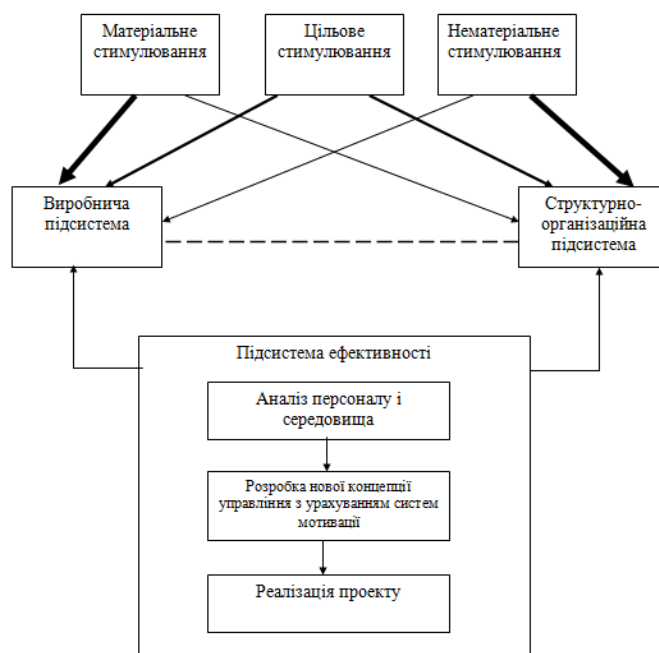 Матеріальне
стимулювання
Цільове
стимулювання
Нематеріальне
стимулювання
Виробнича
підсистема
Структурно-
організаційна
підсистема
Підсистема ефективності
Аналіз персоналу і
середовища
Розробка нової концепції
управління з урахуванням систем
мотивації
Реалізація проекту